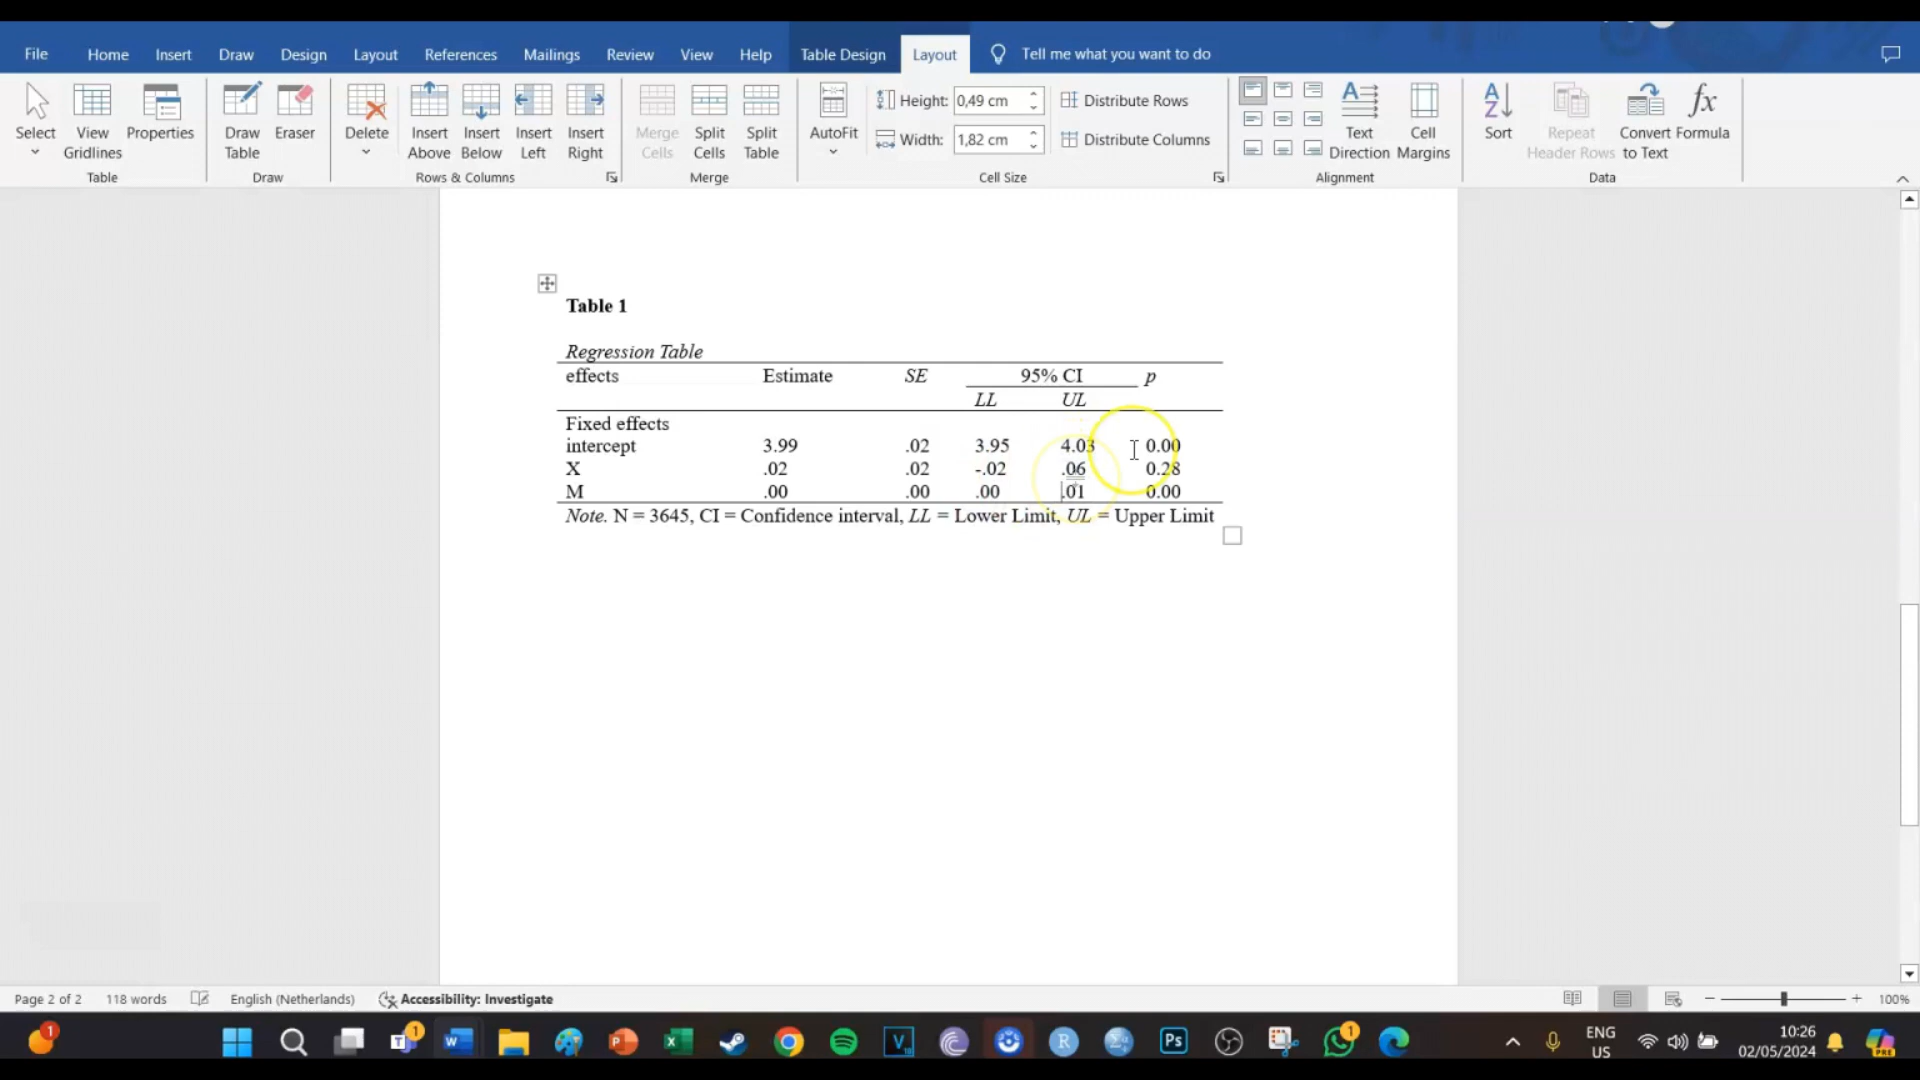 File Home Insert Draw Design Layout References Mailings Review View Help Table Design Layout Tell me what you want to do
Select View Gridlines Properties Draw Table Eraser Delete Insert Above Insert Below Insert Left Insert Right Merge Cells Split Cells Split Table AutoFit Height: 0,49 cm Width: 1,82 cm Distribute Rows Distribute Columns Text Direction Cell Margins Sort Repeat Header Rows Convert to Text Formula
Table Draw Rows & Columns Merge Cell Size Alignment Data
Table 1
Regression Table
effects Estimate SE 95% CI p
LL UL
Fixed effects
intercept 3.99 .02 3.95 4.03 0.00
X .02 .02 -.02 .06 0.28
M .00 .00 .00 .01 0.00
Note. N = 3645, CI = Confidence interval, LL = Lower Limit, UL = Upper Limit
Page 2 of 2 118 words English (Netherlands) Accessibility: Investigate 100%
1 T 1 W P X V R Ps 1 ENG US 10:26 02/05/2024 PRE